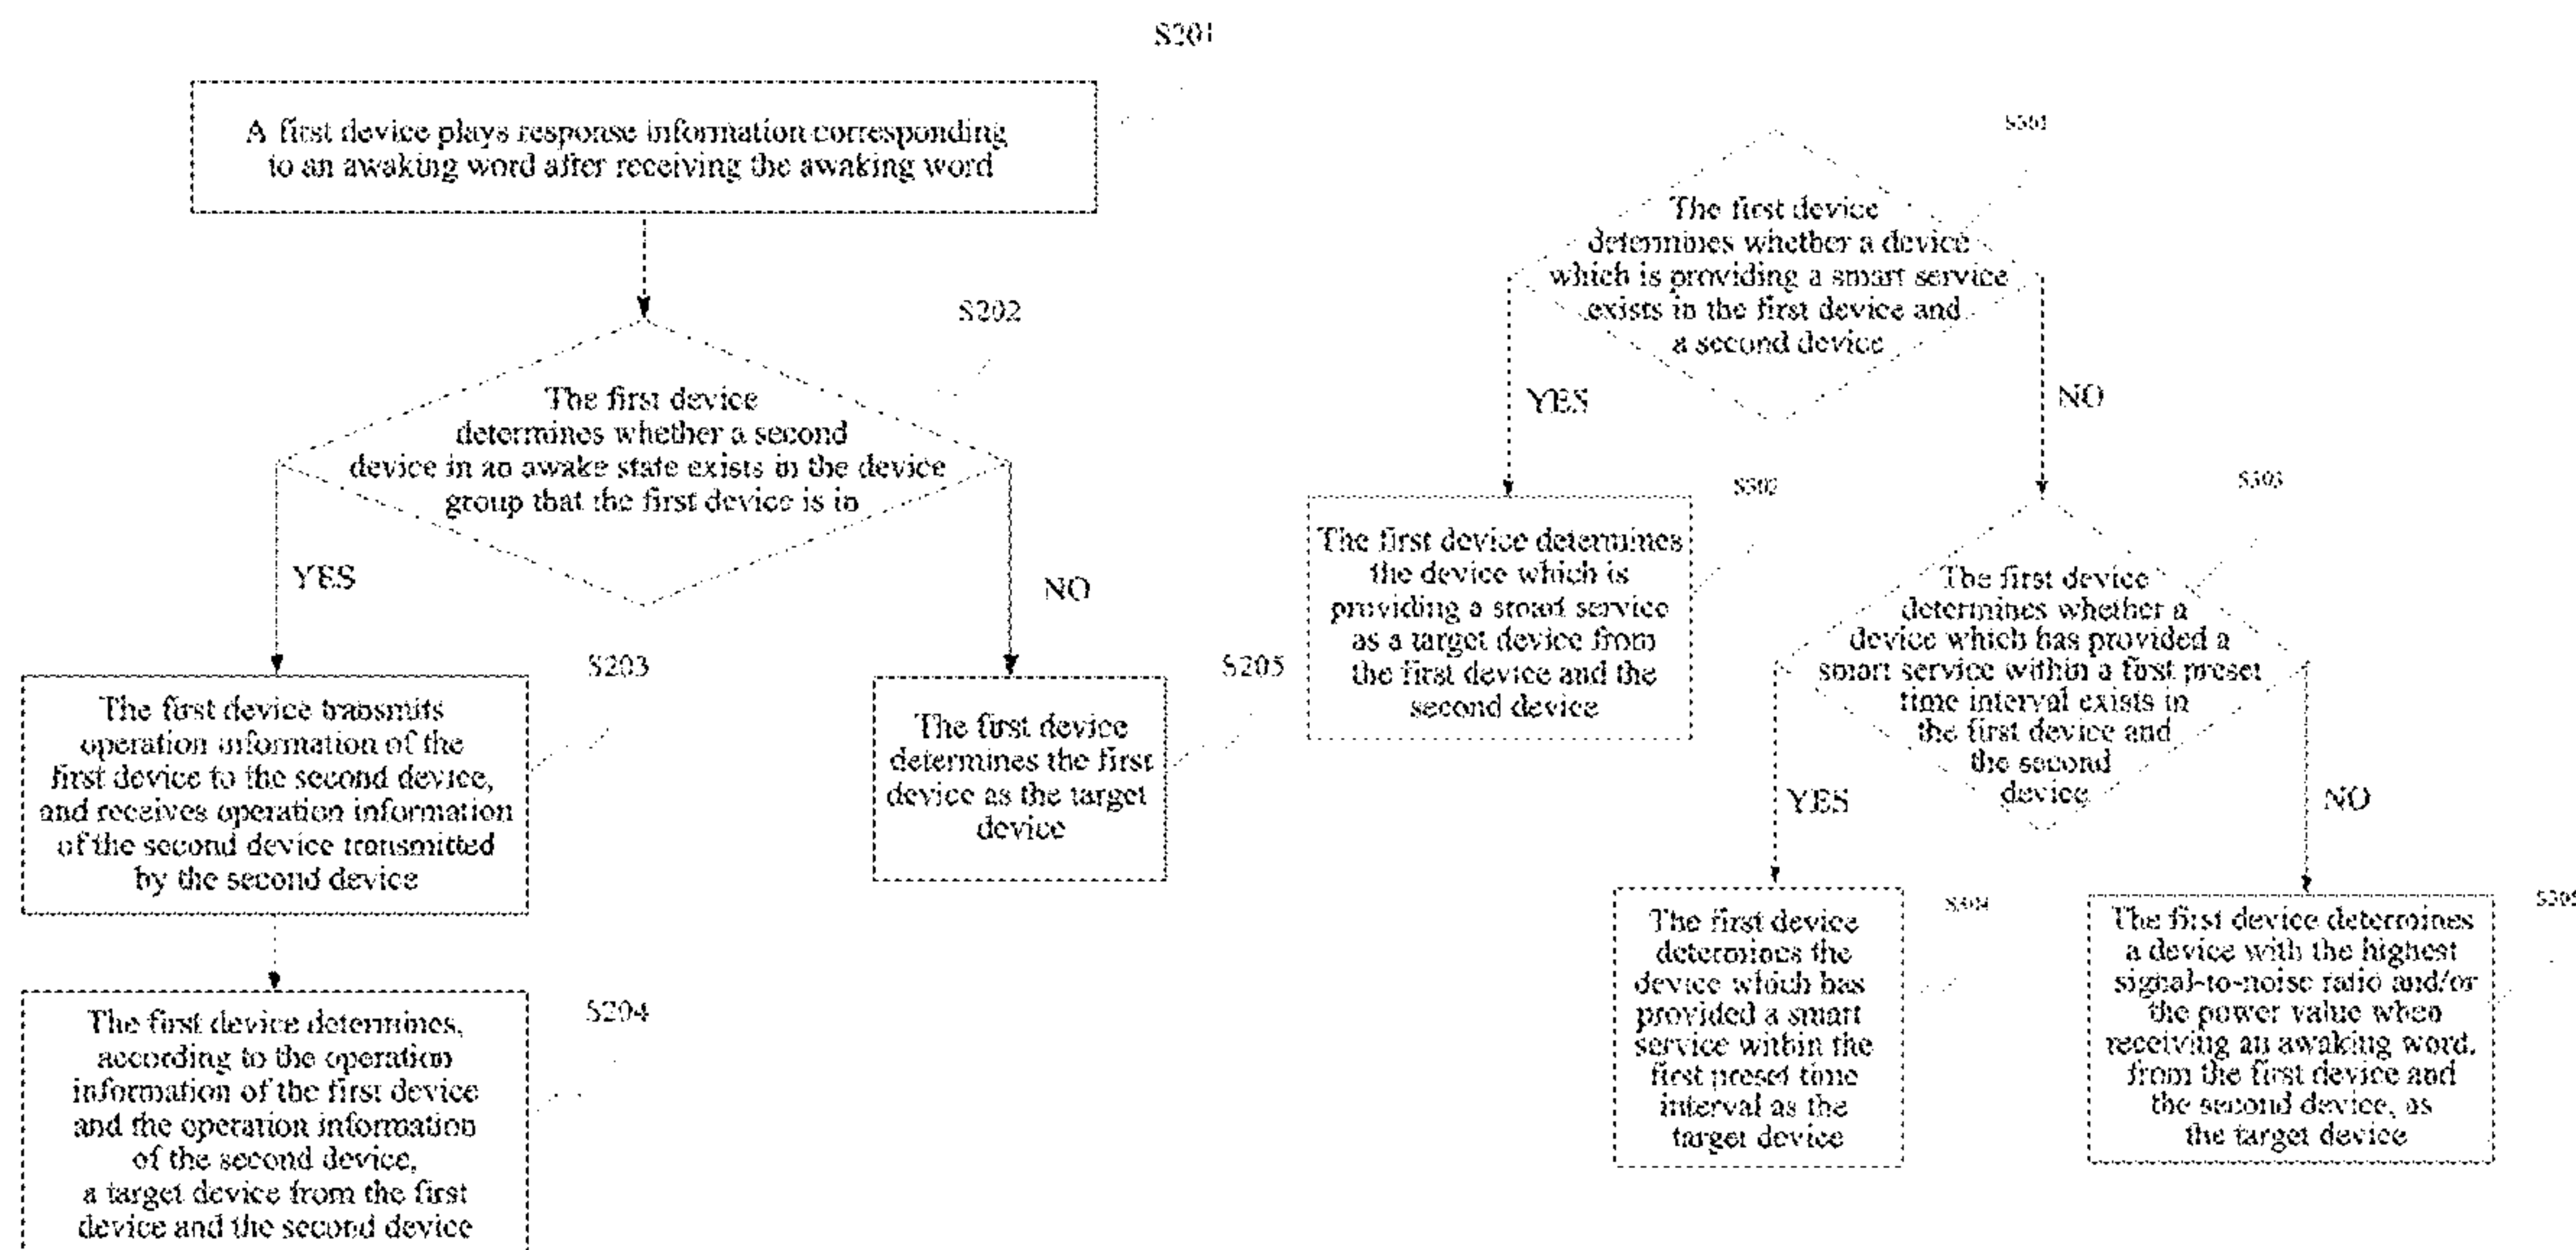 S201
A first device plays response information corresponding
to an awaking word after receiving the awaking word
S202
The first device
determines whether a second
device in an awake state exists in the device
group that the first device is in
YES
NO
S203
The first device transmits
operation information of the
first device to the second device,
and receives operation information
of the second device transmitted
by the second device
S205
The first device
determines the first
device as the target
device
S204
The first device determines,
according to the operation
information of the first device
and the operation information
of the second device,
a target device from the first
device and the second device
S301
The first device
determines whether a device
which is providing a smart service
exists in the first device and
a second device
YES
NO
S302
The first device determines
the device which is
providing a smart service
as a target device from
the first device and the
second device
S303
The first device
determines whether a
device which has provided a
smart service within a first preset
time interval exists in
the first device and
the second
device
YES
NO
S304
The first device
determines the
device which has
provided a smart
service within the
first preset time
interval as the
target device
S305
The first device determines
a device with the highest
signal-to-noise ratio and/or
the power value when
receiving an awaking word,
from the first device and
the second device, as
the target device